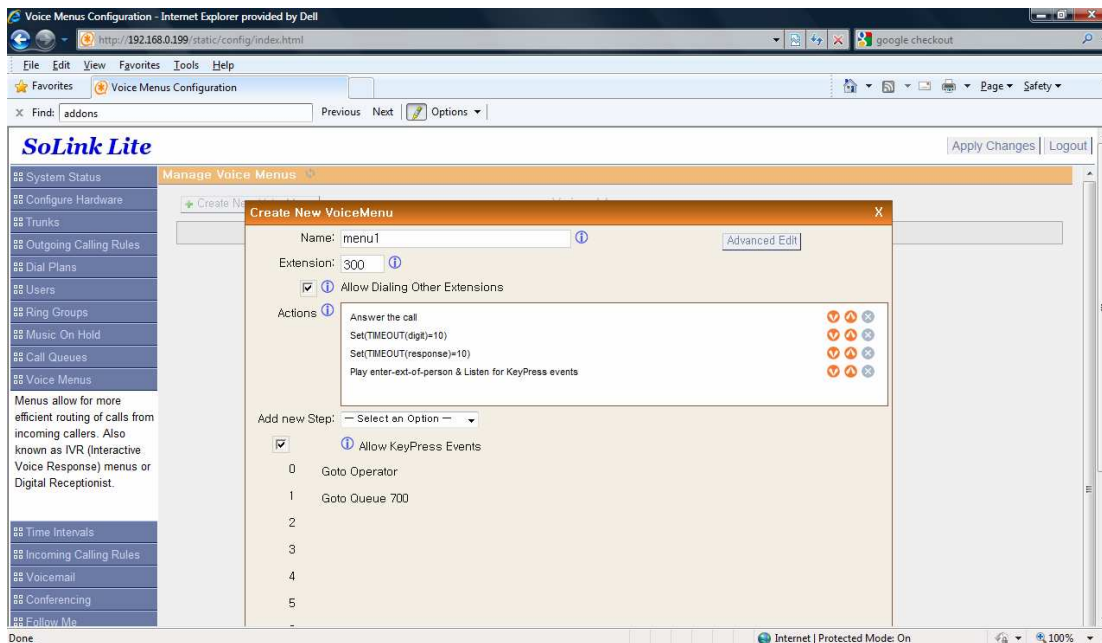 Voice Menus Configuration - Internet Explorer provided by Dell
http://192.168.0.199/static/config/index.html
google checkout
File Edit View Favorites Tools Help
Favorites Voice Menus Configuration
Page Safety
x Find: addons Previous Next Options
SoLink Lite
Apply Changes Logout
System Status
Manage Voice Menus
Configure Hardware
Create
Trunks
Outgoing Calling Rules
Dial Plans
Users
Ring Groups
Music On Hold
Call Queues
Voice Menus
Menus allow for more
efficient routing of calls from
incoming callers. Also
known as IVR (Interactive
Voice Response) menus or
Digital Receptionist.
Time Intervals
Incoming Calling Rules
Voicemail
Conferencing
Follow Me
Create New VoiceMenu X
Name: menu1
Advanced Edit
Extension: 300
Allow Dialing Other Extensions
Actions
Answer the call
Set(TIMEOUT(digit)=10)
Set(TIMEOUT(response)=10)
Play enter-ext-of-person & Listen for KeyPress events
Add new Step: — Select an Option —
Allow KeyPress Events
0 Goto Operator
1 Goto Queue 700
2
3
4
5
Done
Internet | Protected Mode: On
100%